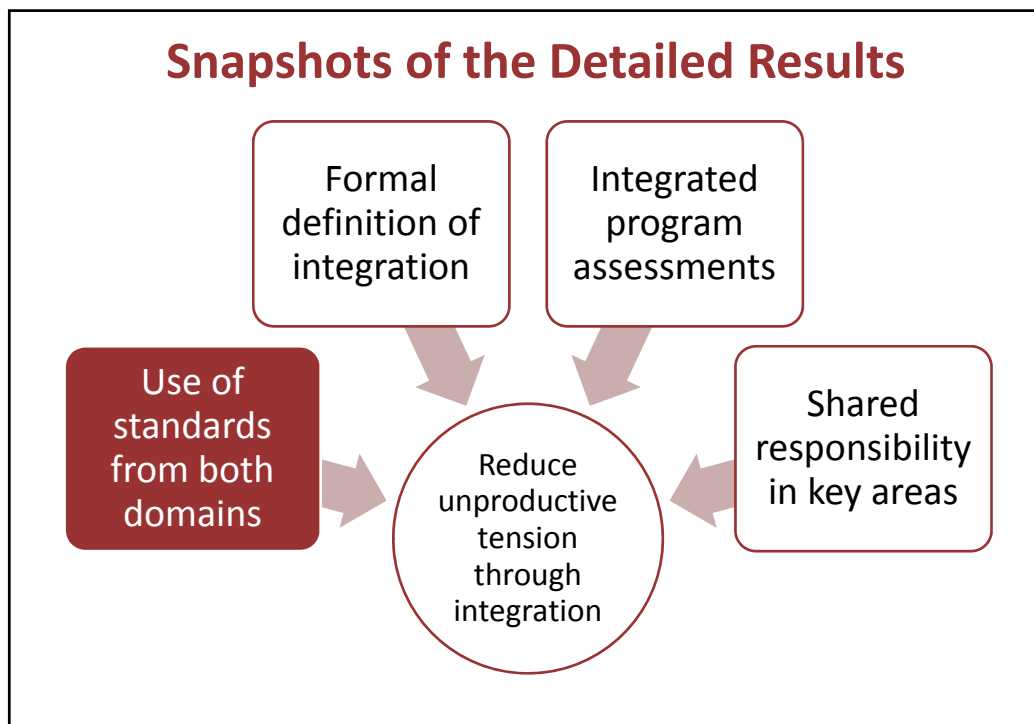 Snapshots of the Detailed Results
Formal
definition of
integration
Integrated
program
assessments
Use of
standards
from both
domains
Shared
responsibility
in key areas
Reduce
unproductive
tension
through
integration